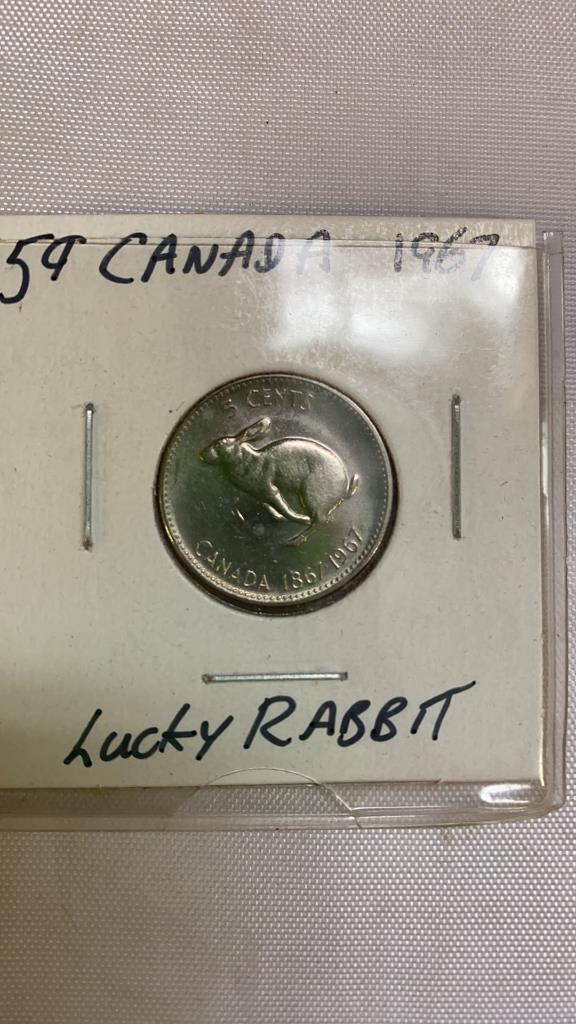 5¢ CANADA 1967
5 CENTS
CANADA 1867-1967
Lucky RABBIT